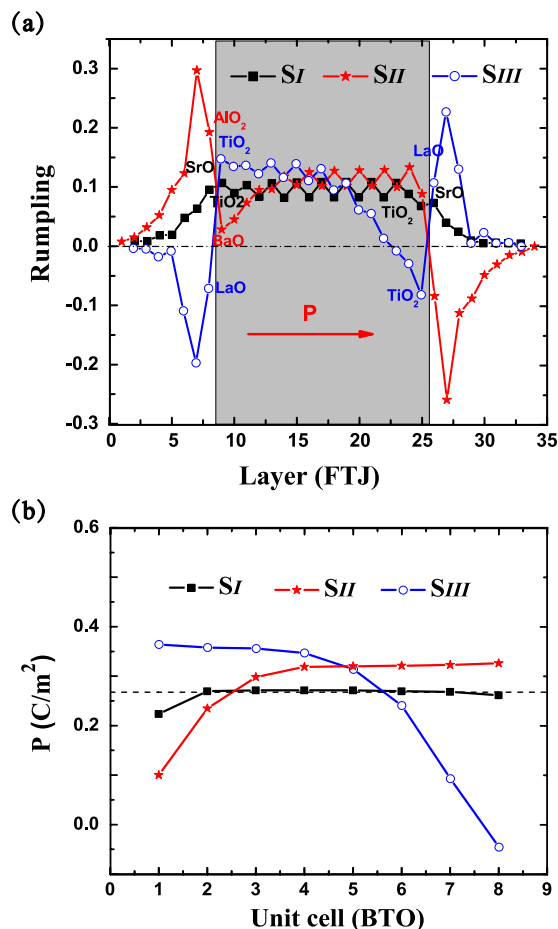 (a)
SI SII SIII
0.3
0.2
0.1
0.0
-0.1
-0.2
-0.3
Rumpling
AlO2
TiO2
LaO
SrO
SrO
TiO2
TiO2
BaO
LaO
TiO2
P
0 5 10 15 20 25 30 35
Layer (FTJ)
(b)
0.6
0.4
0.2
0.0
P (C/m²)
SI SII SIII
0 1 2 3 4 5 6 7 8 9
Unit cell (BTO)